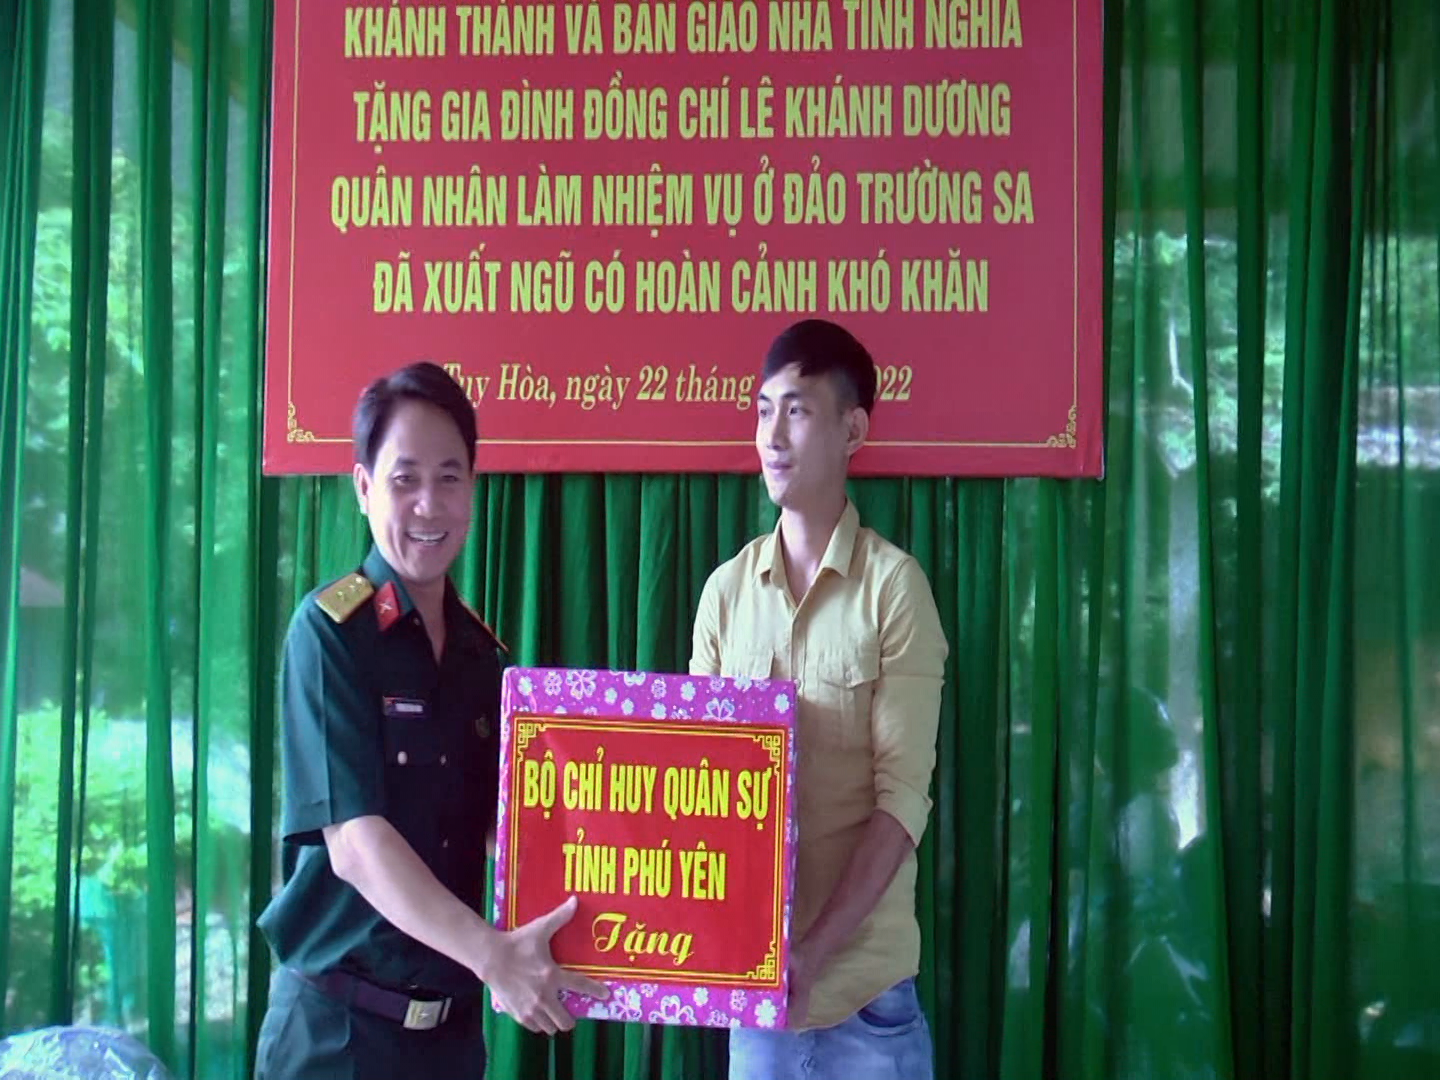 KHÁNH THÀNH VÀ BÀN GIAO NHÀ TÌNH NGHĨA
TẶNG GIA ĐÌNH ĐỒNG CHÍ LÊ KHÁNH DƯƠNG
QUÂN NHÂN LÀM NHIỆM VỤ Ở ĐẢO TRƯỜNG SA
ĐÃ XUẤT NGŨ CÓ HOÀN CẢNH KHÓ KHĂN
Tuy Hòa, ngày 22 tháng 022
BỘ CHỈ HUY QUÂN SỰ
TỈNH PHÚ YÊN
Tặng